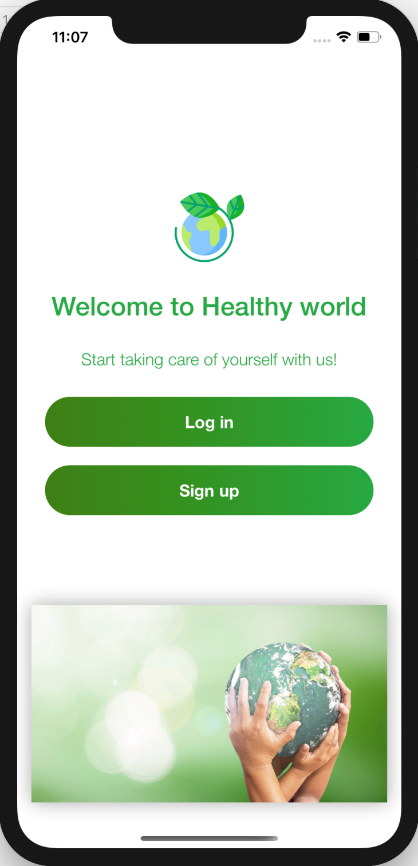 11:07
Welcome to Healthy world
Start taking care of yourself with us!
Log in
Sign up